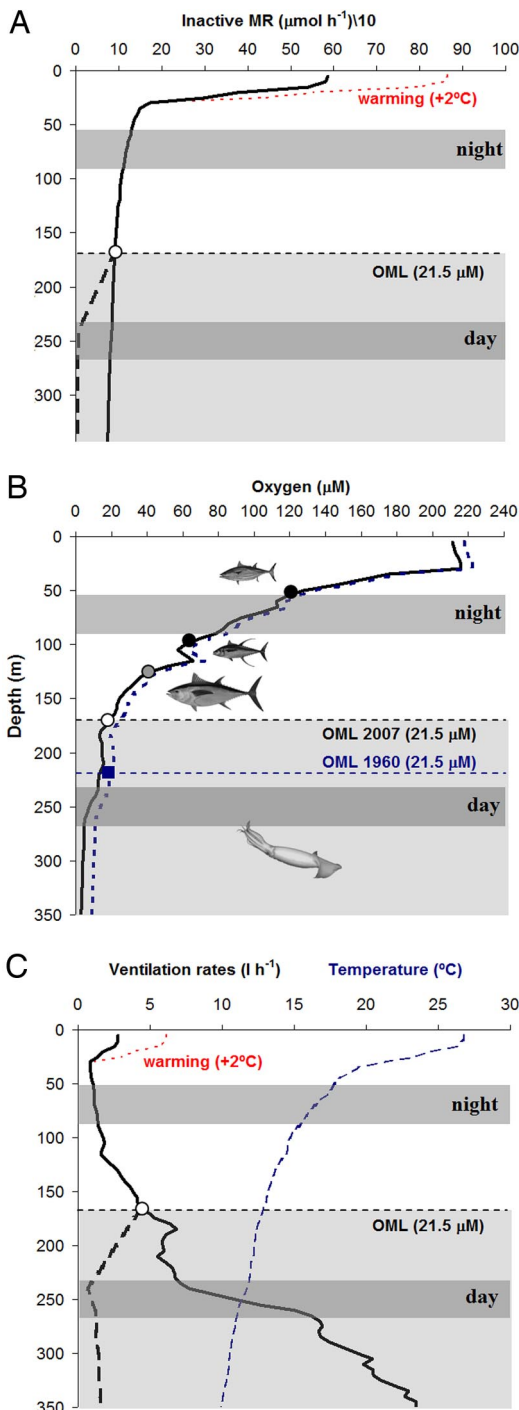 A
Inactive MR (μmol h⁻¹)\10
0 10 20 30 40 50 60 70 80 90 100
0
warming (+2ºC)
50
night
100
150
OML (21.5 μM)
200
250
day
300
B
Oxygen (μM)
0 20 40 60 80 100 120 140 160 180 200 220 240
0
50
night
100
Depth (m)
150
OML 2007 (21.5 μM)
200
OML 1960 (21.5 μM)
250
day
300
350
C
Ventilation rates (l h⁻¹) Temperature (ºC)
0 5 10 15 20 25 30
0
warming (+2ºC)
50
night
100
150
OML (21.5 μM)
200
250
day
300
350